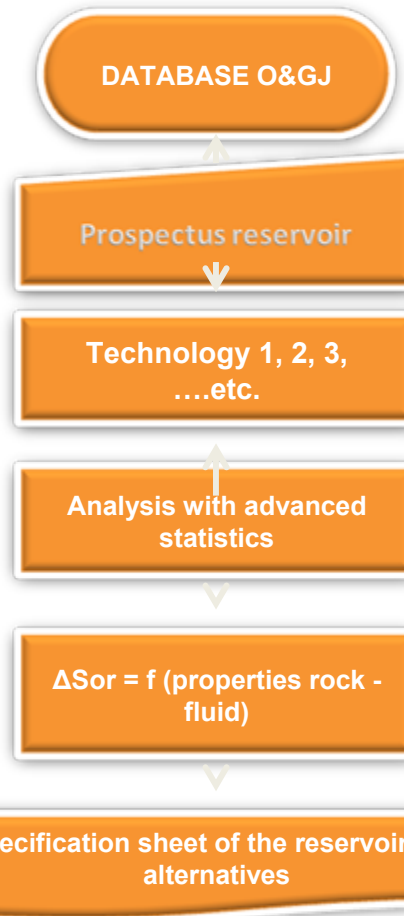 DATABASE O&GJ
Prospectus reservoir
Technology 1, 2, 3,
….etc.
Analysis with advanced
statistics
ΔSor = f (properties rock -
fluid)
ecification sheet of the reservoir
alternatives